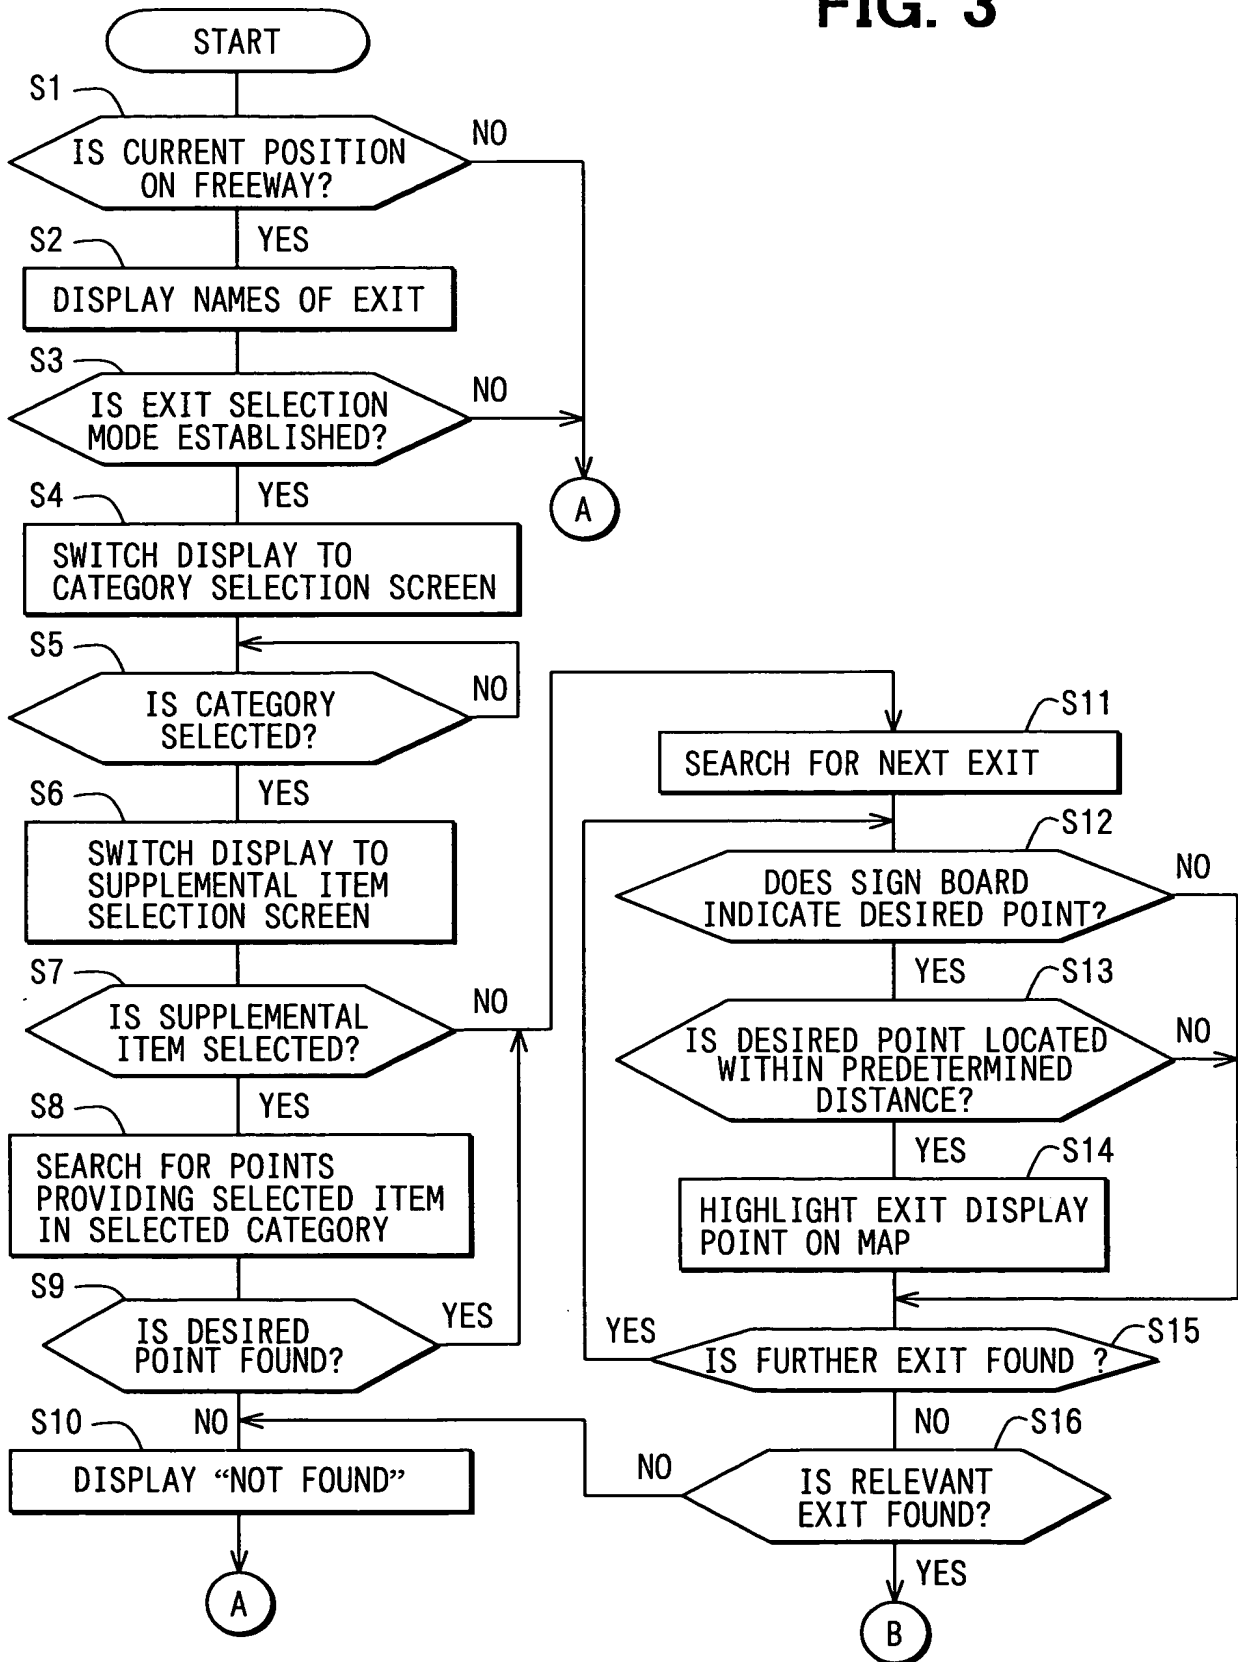 FIG. 3
START
S1
IS CURRENT POSITION
ON FREEWAY?
NO
YES
S2
DISPLAY NAMES OF EXIT
S3
IS EXIT SELECTION
MODE ESTABLISHED?
NO
A
YES
S4
SWITCH DISPLAY TO
CATEGORY SELECTION SCREEN
S5
IS CATEGORY
SELECTED?
NO
YES
S6
SWITCH DISPLAY TO
SUPPLEMENTAL ITEM
SELECTION SCREEN
S7
IS SUPPLEMENTAL
ITEM SELECTED?
NO
YES
S8
SEARCH FOR POINTS
PROVIDING SELECTED ITEM
IN SELECTED CATEGORY
S9
IS DESIRED
POINT FOUND?
YES
NO
S10
DISPLAY “NOT FOUND”
A
S11
SEARCH FOR NEXT EXIT
S12
DOES SIGN BOARD
INDICATE DESIRED POINT?
NO
YES
S13
IS DESIRED POINT LOCATED
WITHIN PREDETERMINED
DISTANCE?
NO
YES
S14
HIGHLIGHT EXIT DISPLAY
POINT ON MAP
YES
S15
IS FURTHER EXIT FOUND ?
NO
S16
IS RELEVANT
EXIT FOUND?
NO
YES
B